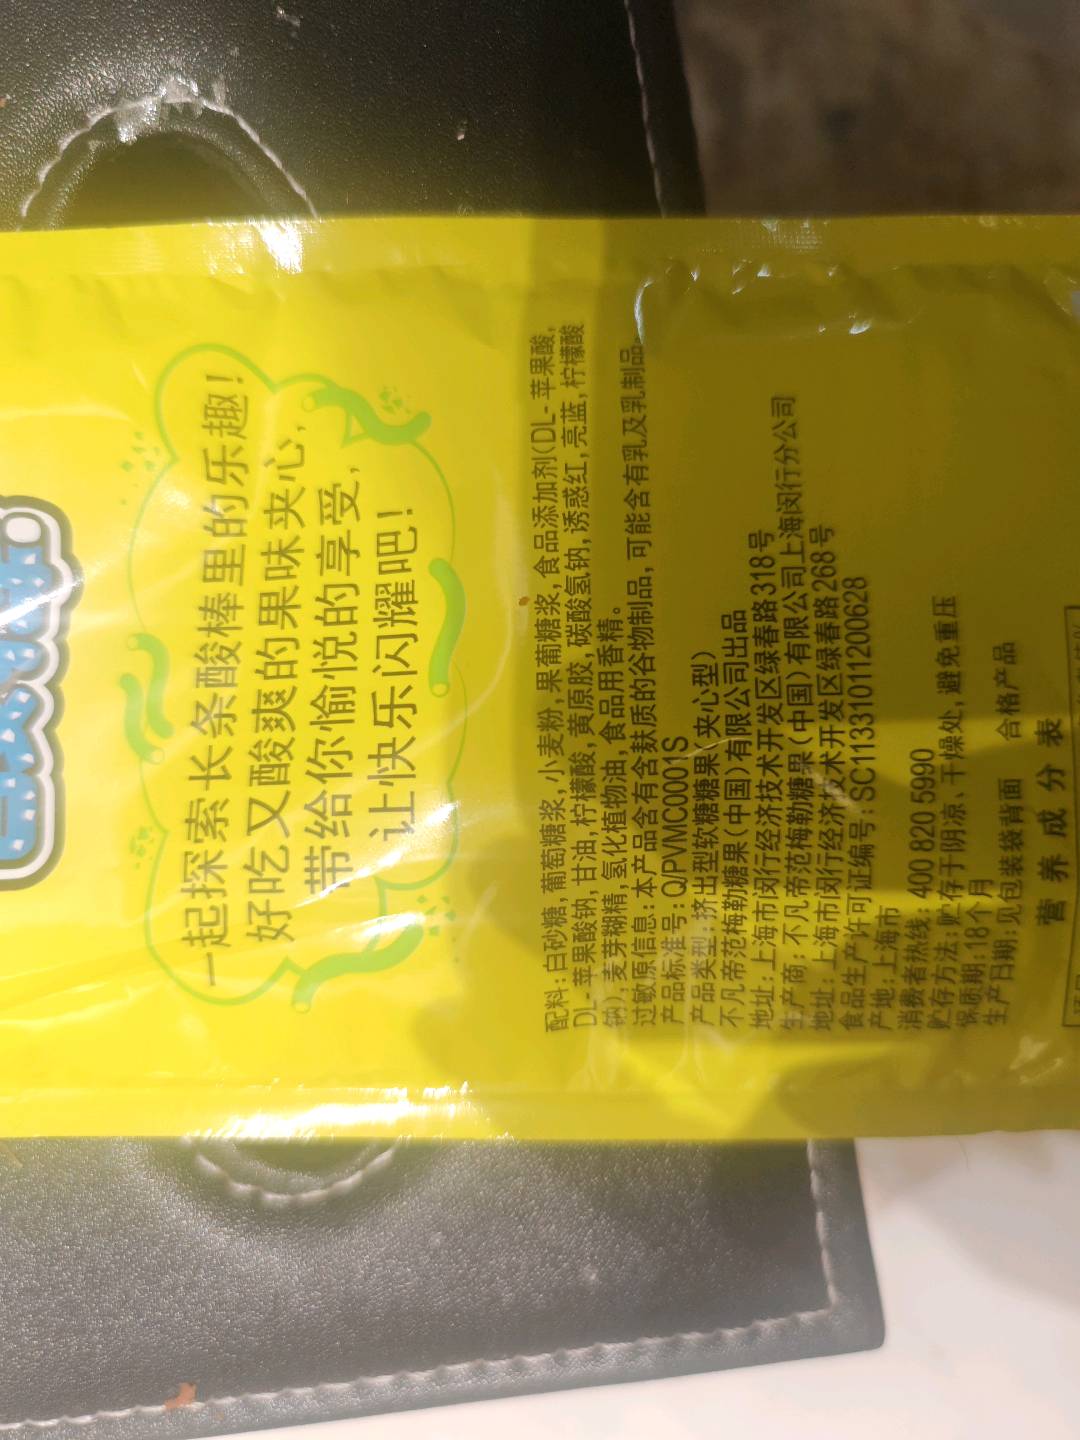 一起探索长条酸棒里的乐趣！
好吃又酸爽的果味夹心，
带给你愉悦的享受，
让快乐闪耀吧！
配料：白砂糖，葡萄糖浆，小麦粉，果葡糖浆，食品添加剂（DL-苹果酸，
DL-苹果酸钠，甘油，柠檬酸，黄原胶，碳酸氢钠，诱惑红，亮蓝，柠檬酸
钠），麦芽糊精，氢化植物油，食品用香精。
过敏原信息：本产品含有含麸质的谷物制品，可能含有乳及乳制品
产品标准号：Q/PVMC0001S
产品类型：挤出型软糖糖果（夹心型）
不凡帝范梅勒糖果（中国）有限公司出品
地址：上海市闵行经济技术开发区绿春路318号
生产商：不凡帝范梅勒糖果（中国）有限公司上海闵行分公司
地址：上海市闵行经济技术开发区绿春路268号
食品生产许可证编号：SC11331011200628
产地：上海市
消费者热线：400 820 5990
贮存方法：贮存于阴凉、干燥处，避免重压
保质期：18个月
生产日期：见包装袋背面 合格产品
营养成分表